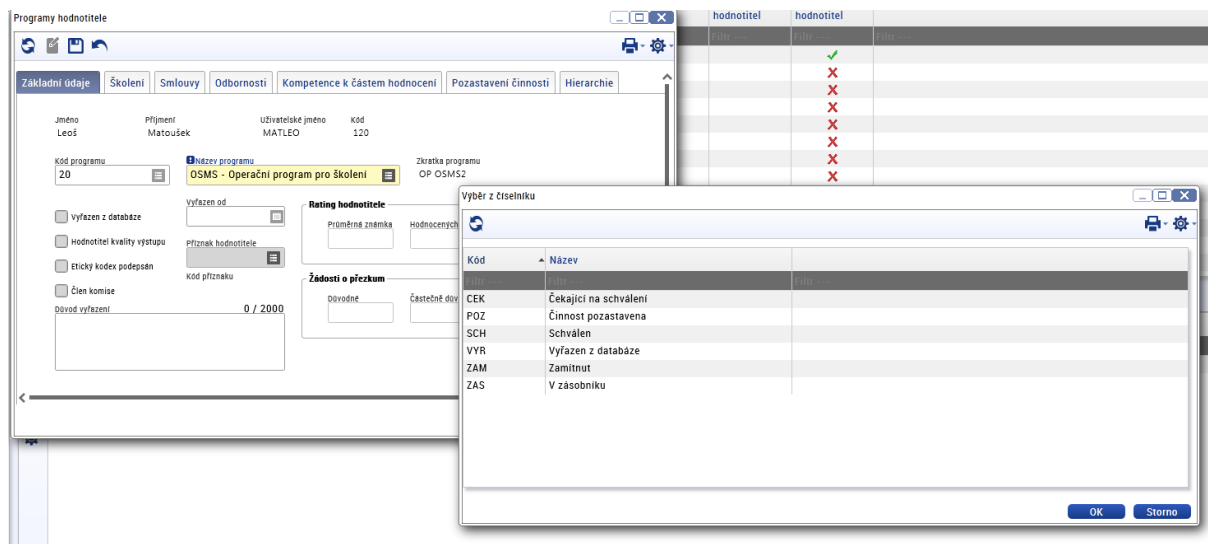 Programy hodnotitele
hodnotitel hodnotitel
Filtr --- Filtr --- Filtr ---
Základní údaje Školení Smlouvy Odbornosti Kompetence k částem hodnocení Pozastavení činnosti Hierarchie
Jméno Příjmení Uživatelské jméno Kód
Leoš Matoušek MATLEO 120
Kód programu Název programu Zkratka programu
20 OSMS - Operační program pro školení OP OSMS2
Vyřazen z databáze
Hodnotitel kvality výstupu
Etický kodex podepsán
Člen komise
Vyřazen od
Příznak hodnotitele
Kód příznaku
Důvod vyřazení 0 / 2000
Rating hodnotitele
Průměrná známka Hodnocených
Žádosti o přezkum
Důvodné Částečně dův
Výběr z číselníku
Kód Název
Filtr --- Filtr --- Filtr ---
CEK Čekající na schválení
POZ Činnost pozastavena
SCH Schválen
VYR Vyřazen z databáze
ZAM Zamítnut
ZAS V zásobníku
OK Storno